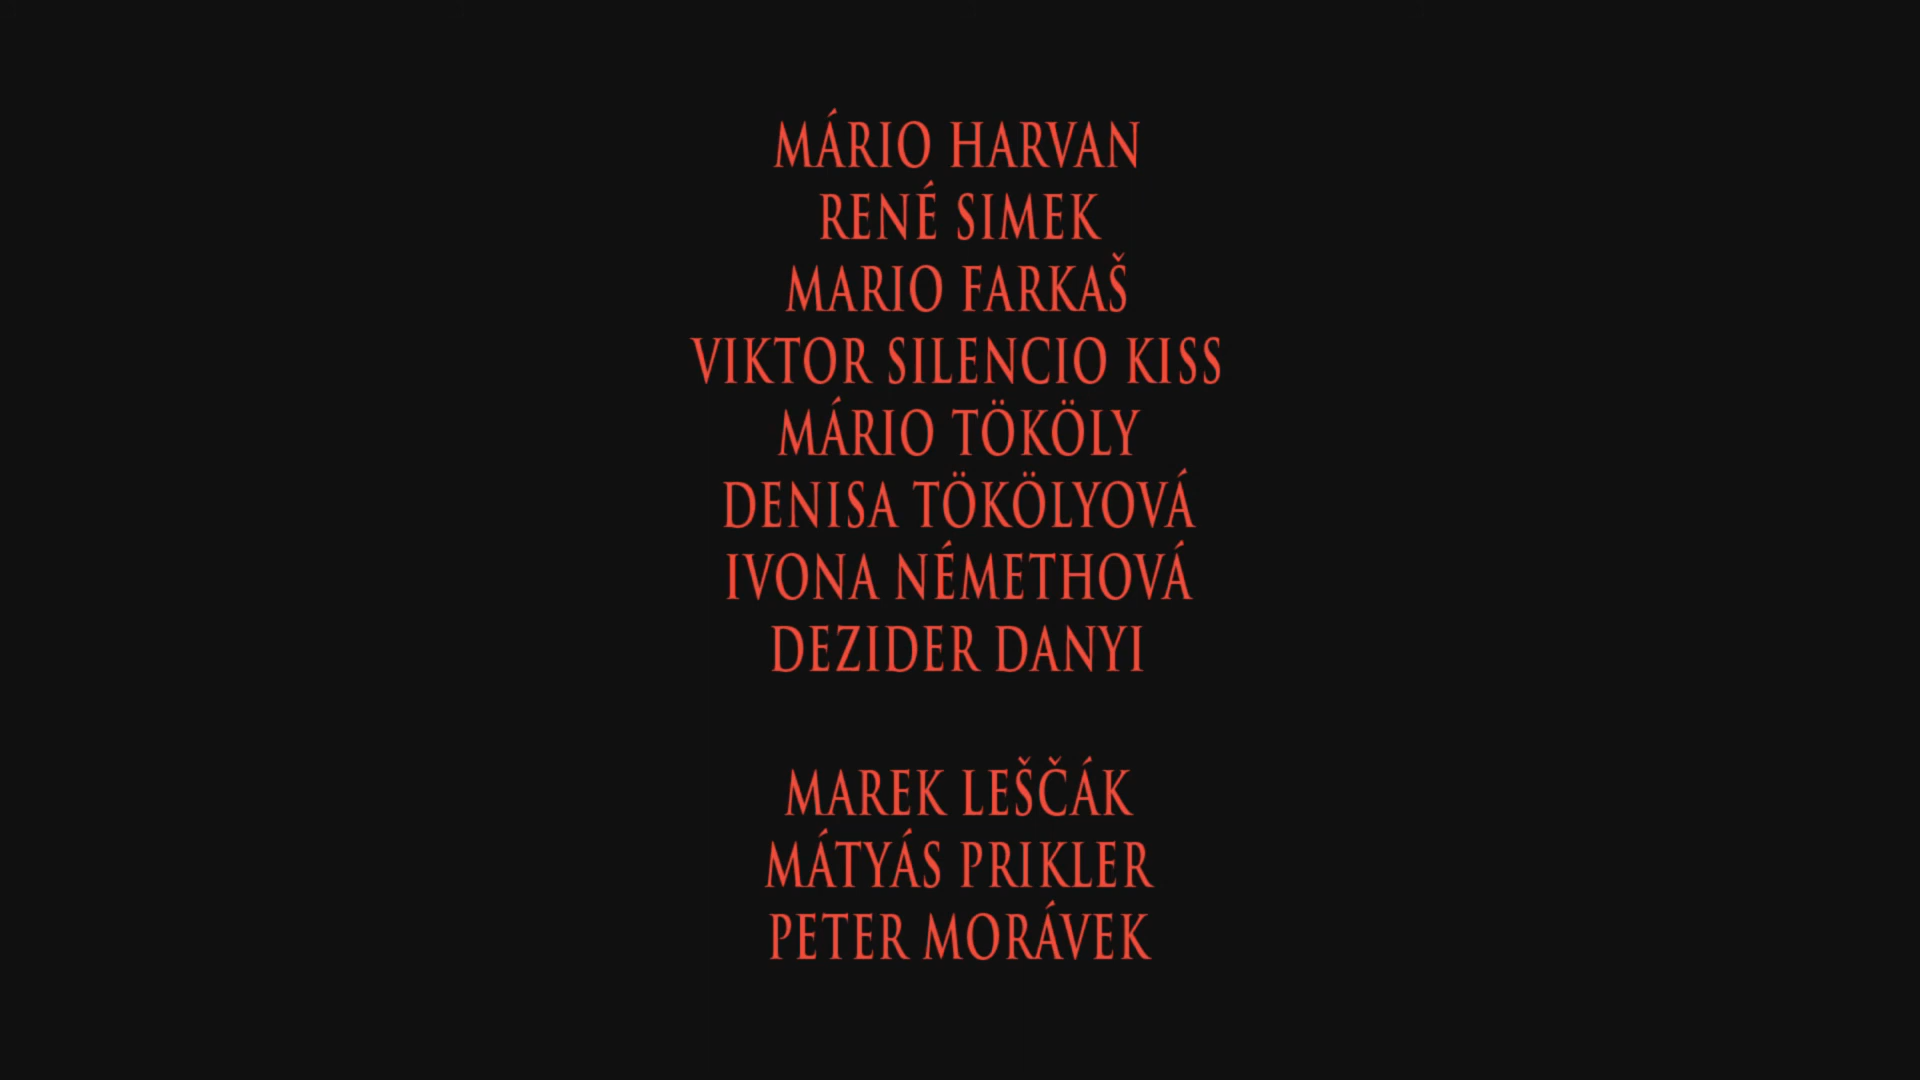 MÁRIO HARVAN
RENÉ SIMEK
MARIO FARKAŠ
VIKTOR SILENCIO KISS
MÁRIO TÖKÖLY
DENISA TÖKÖLYOVÁ
IVONA NÉMETHOVÁ
DEZIDER DANYI
MAREK LEŠČÁK
MÁTYÁS PRIKLER
PETER MORÁVEK